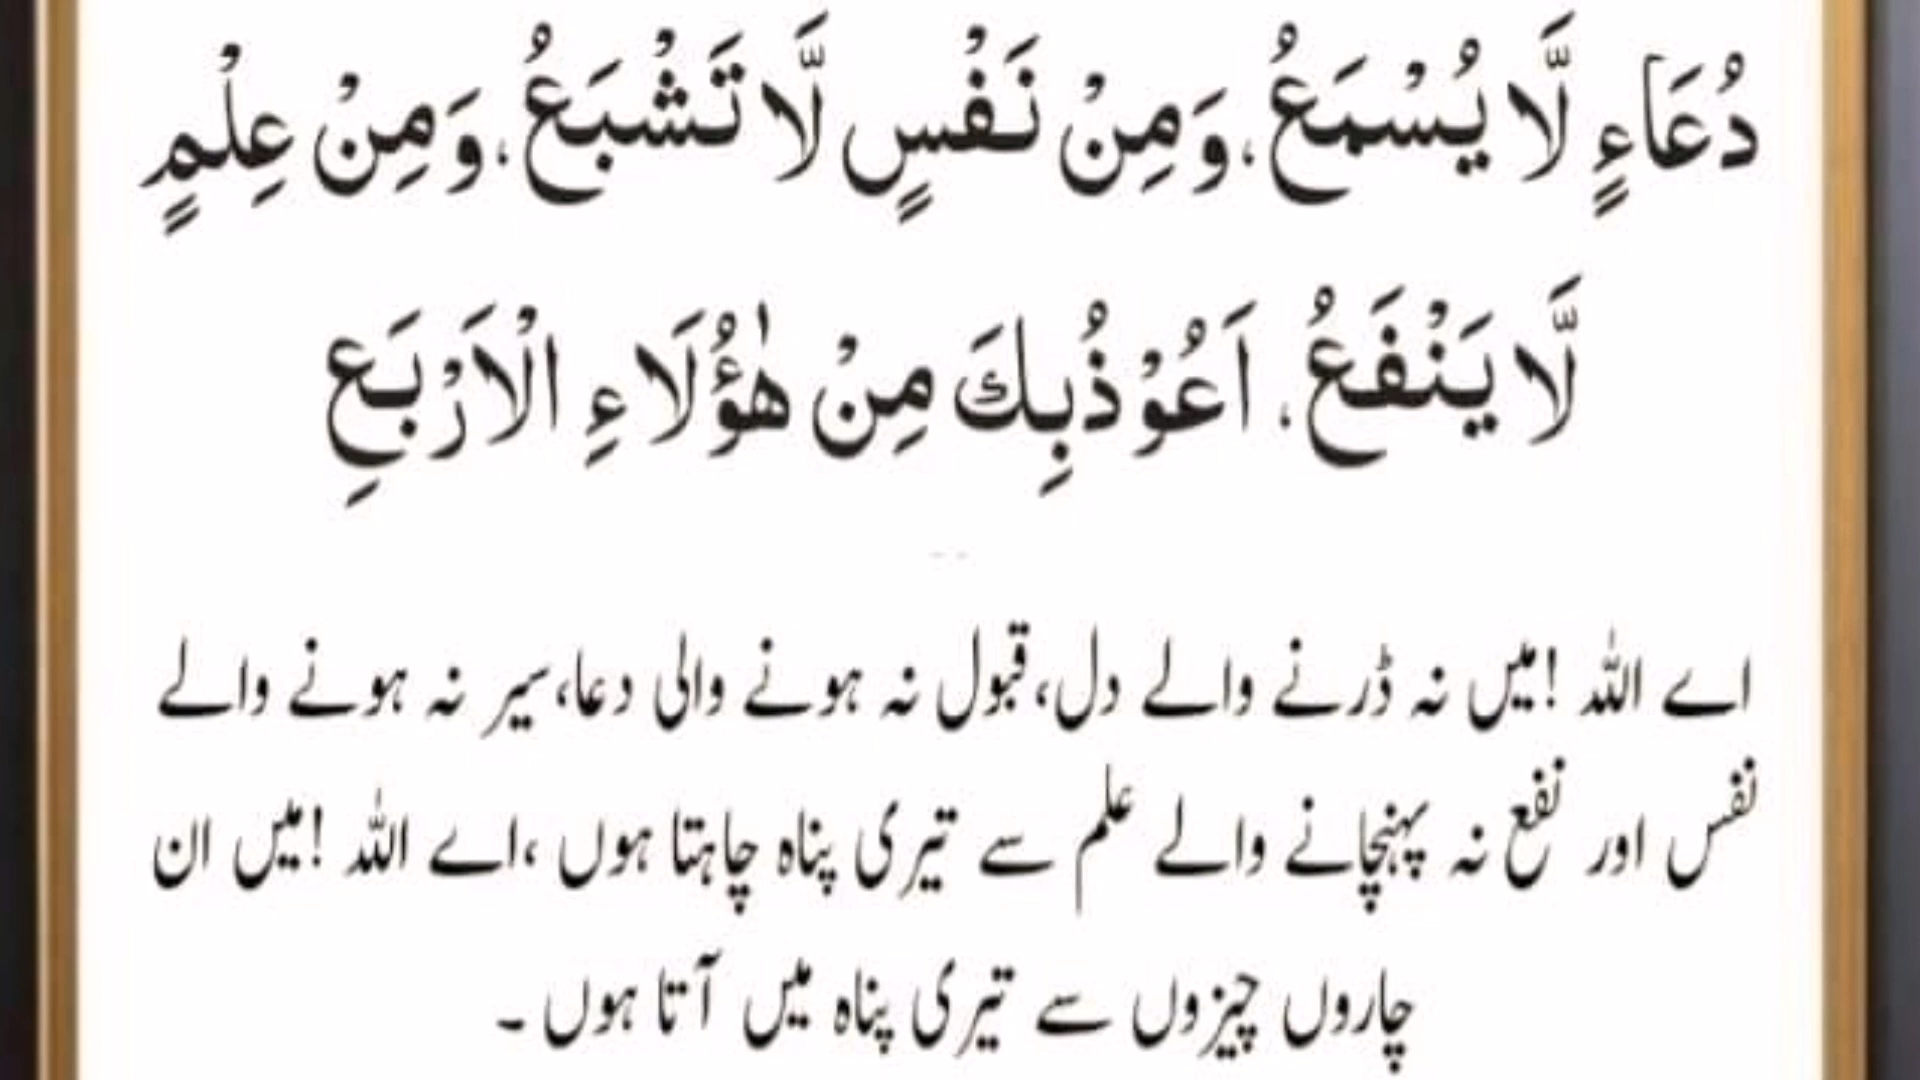 دُعَاءٍ لَّا يُسْمَعُ، وَمِنْ نَفْسٍ لَّا تَشْبَعُ، وَمِنْ عِلْمٍ
لَّا يَنْفَعُ، اَعُوْذُبِكَ مِنْ هٰؤُلَاءِ الْاَرْبَعِ
اے اللہ !میں نہ ڈرنے والے دل،قبول نہ ہونے والی دعا،سیر نہ ہونے والے
نفس اور نفع نہ پہنچانے والے علم سے تیری پناہ چاہتا ہوں ،اے اللہ !میں ان
چاروں چیزوں سے تیری پناہ میں آتا ہوں ۔